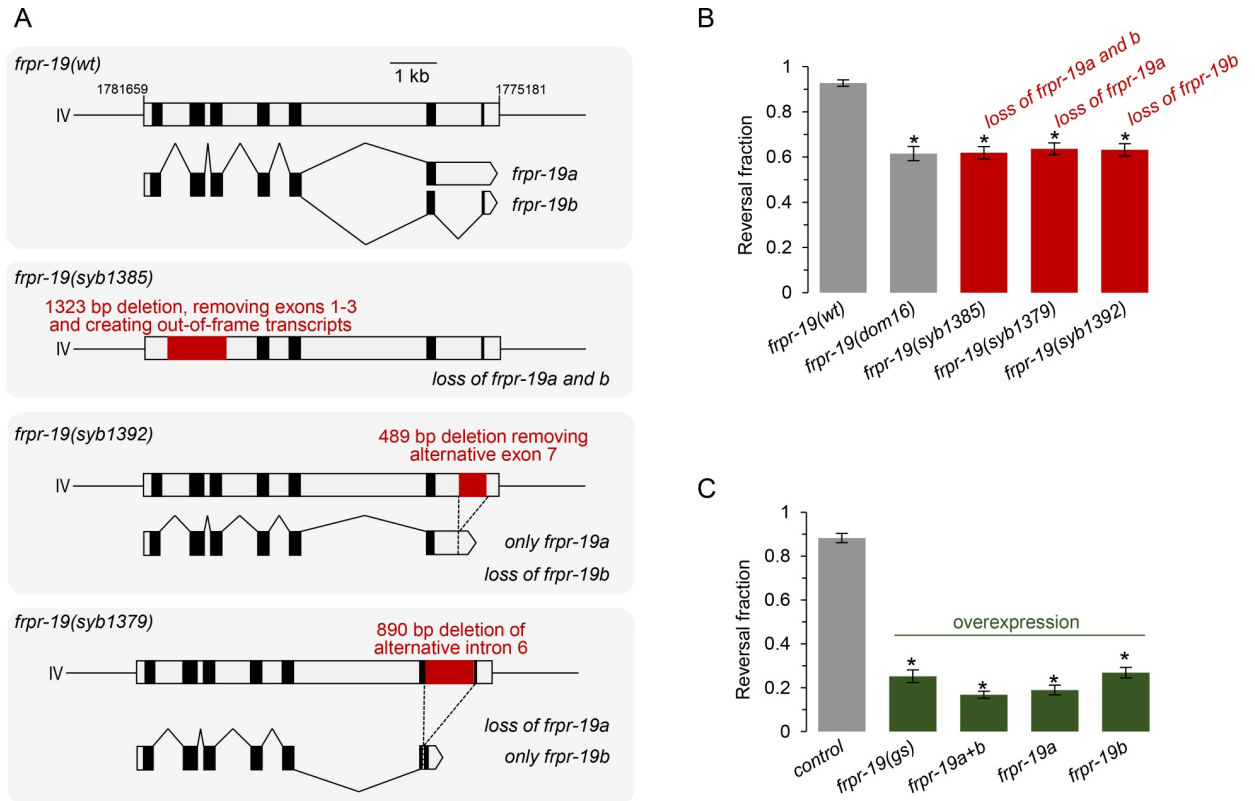 A
frpr-19(wt)
1 kb
1781659
1775181
IV
frpr-19a
frpr-19b
frpr-19(syb1385)
1323 bp deletion, removing exons 1-3
and creating out-of-frame transcripts
IV
loss of frpr-19a and b
frpr-19(syb1392)
489 bp deletion removing
alternative exon 7
IV
only frpr-19a
loss of frpr-19b
frpr-19(syb1379)
890 bp deletion of
alternative intron 6
IV
loss of frpr-19a
only frpr-19b
B
loss of frpr-19a and b
loss of frpr-19a
loss of frpr-19b
Reversal fraction
1
0.8
0.6
0.4
0.2
0
*
*
*
*
frpr-19(wt)
frpr-19(dom16)
frpr-19(syb1385)
frpr-19(syb1379)
frpr-19(syb1392)
C
Reversal fraction
1
0.8
0.6
0.4
0.2
0
overexpression
*
*
*
*
control
frpr-19(gs)
frpr-19a+b
frpr-19a
frpr-19b